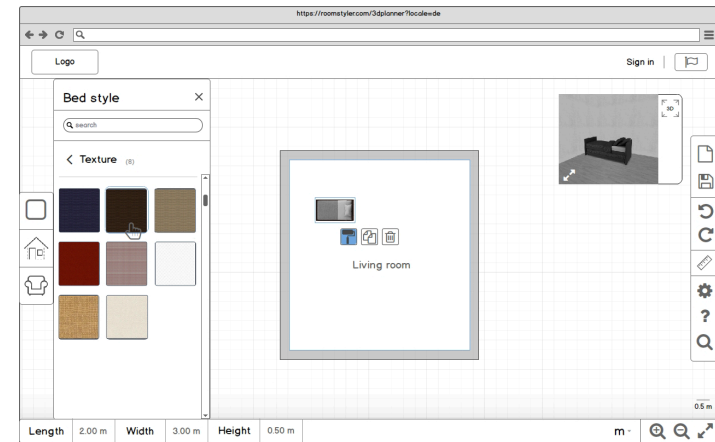 https://roomstyler.com/3dplanner?locale=de
Logo
Sign in
Bed style
search
Texture (8)
3D
Living room
?
0.5 m
Length 2.00 m Width 3.00 m Height 0.50 m
m